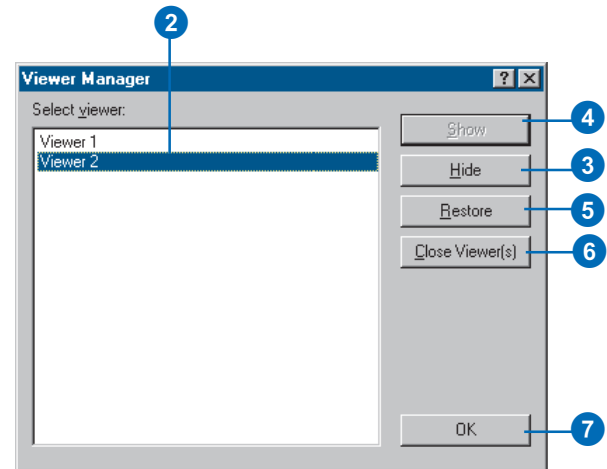 2
Viewer Manager
Select viewer:
Viewer 1
Viewer 2
Show
4
Hide
3
Restore
5
Close Viewer(s)
6
OK
7